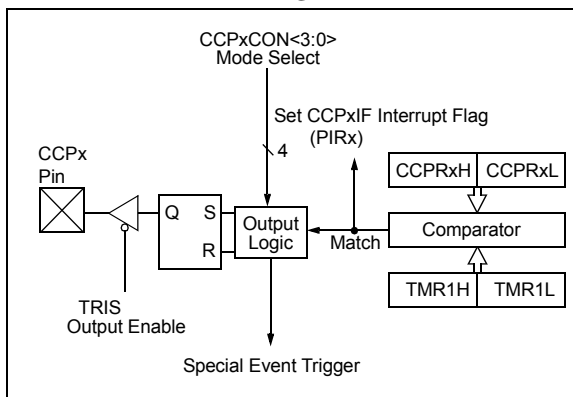 CCPxCON<3:0>
Mode Select
Set CCPxIF Interrupt Flag
(PIRx)
4
CCPx
Pin
CCPRxH
CCPRxL
Q
S
R
Output
Logic
Match
Comparator
TRIS
Output Enable
TMR1H
TMR1L
Special Event Trigger